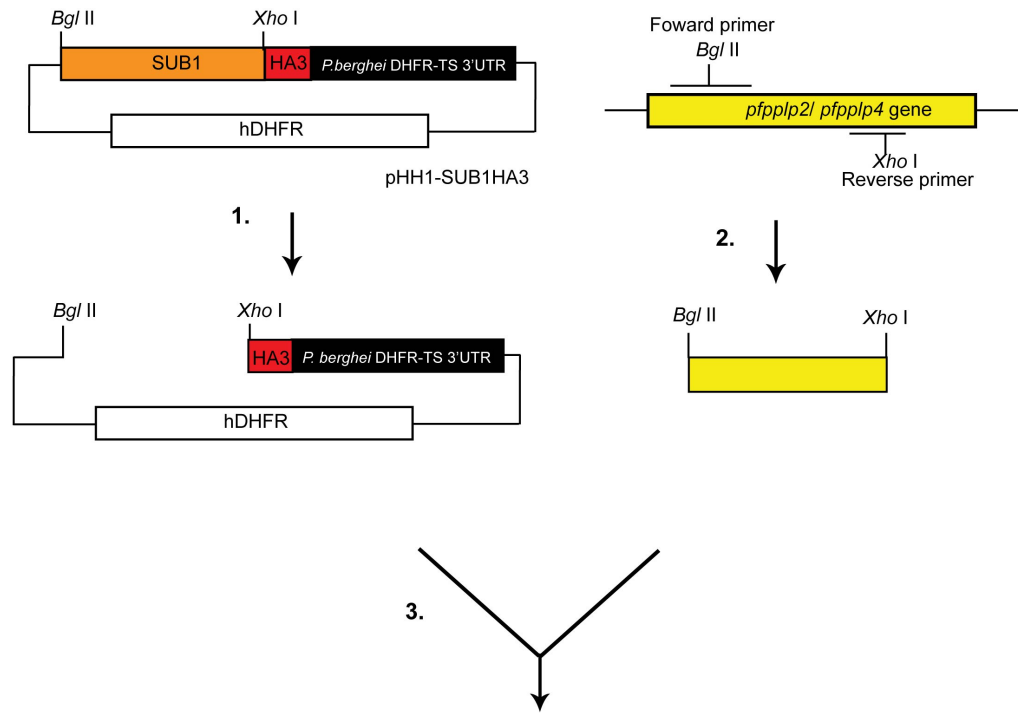 Bgl II
Xho I
SUB1
HA3
P.berghei DHFR-TS 3'UTR
hDHFR
pHH1-SUB1HA3
Foward primer
Bgl II
pfpplp2/ pfpplp4 gene
Xho I
Reverse primer
1.
2.
Bgl II
Xho I
HA3
P. berghei DHFR-TS 3'UTR
hDHFR
Bgl II
Xho I
3.